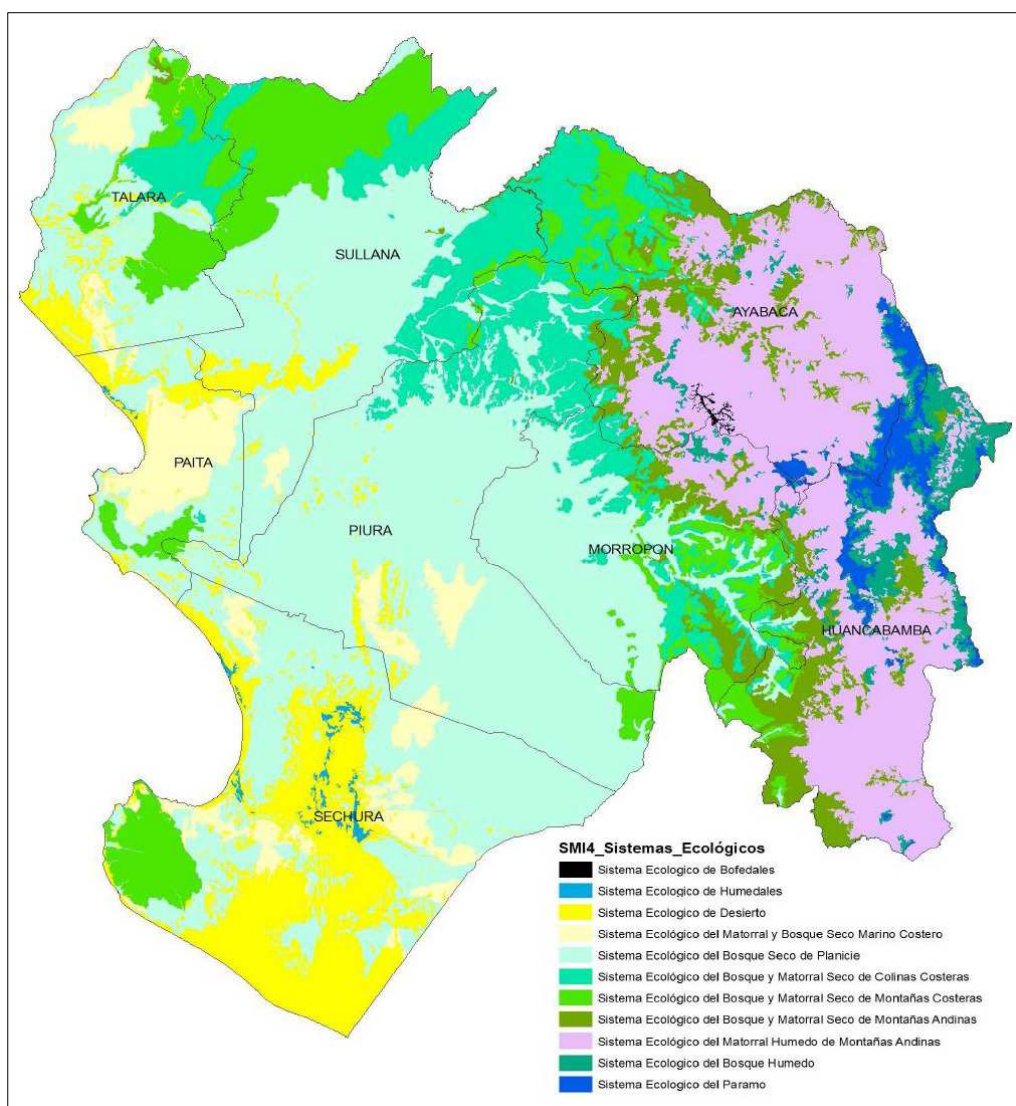 TALARA
SULLANA
AYABACA
PAITA
PIURA
MORROPON
HUANCABAMBA
SECHURA
SMI4_Sistemas_Ecológicos
Sistema Ecologico de Bofedales
Sistema Ecologico de Humedales
Sistema Ecologico de Desierto
Sistema Ecológico del Matorral y Bosque Seco Marino Costero
Sistema Ecológico del Bosque Seco de Planicie
Sistema Ecológico del Bosque y Matorral Seco de Colinas Costeras
Sistema Ecológico del Bosque y Matorral Seco de Montañas Costeras
Sistema Ecológico del Bosque y Matorral Seco de Montañas Andinas
Sistema Ecológico del Matorral Humedo de Montañas Andinas
Sistema Ecologico del Bosque Humedo
Sistema Ecologico del Paramo